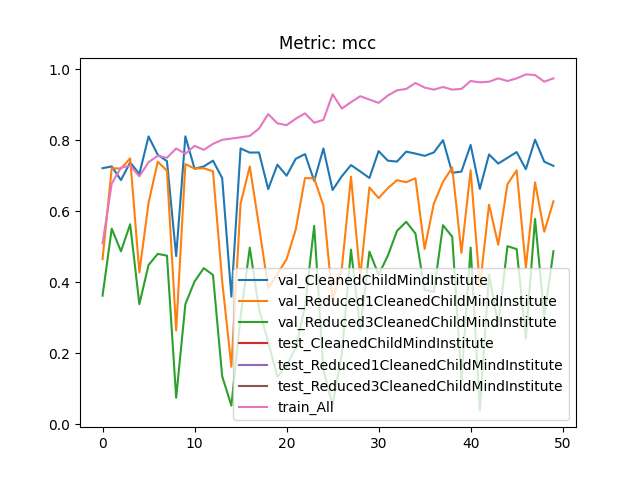 Metric: mcc
1.0
0.8
0.6
0.4
0.2
0.0
val_CleanedChildMindInstitute
val_Reduced1CleanedChildMindInstitute
val_Reduced3CleanedChildMindInstitute
test_CleanedChildMindInstitute
test_Reduced1CleanedChildMindInstitute
test_Reduced3CleanedChildMindInstitute
train_All
0 10 20 30 40 50